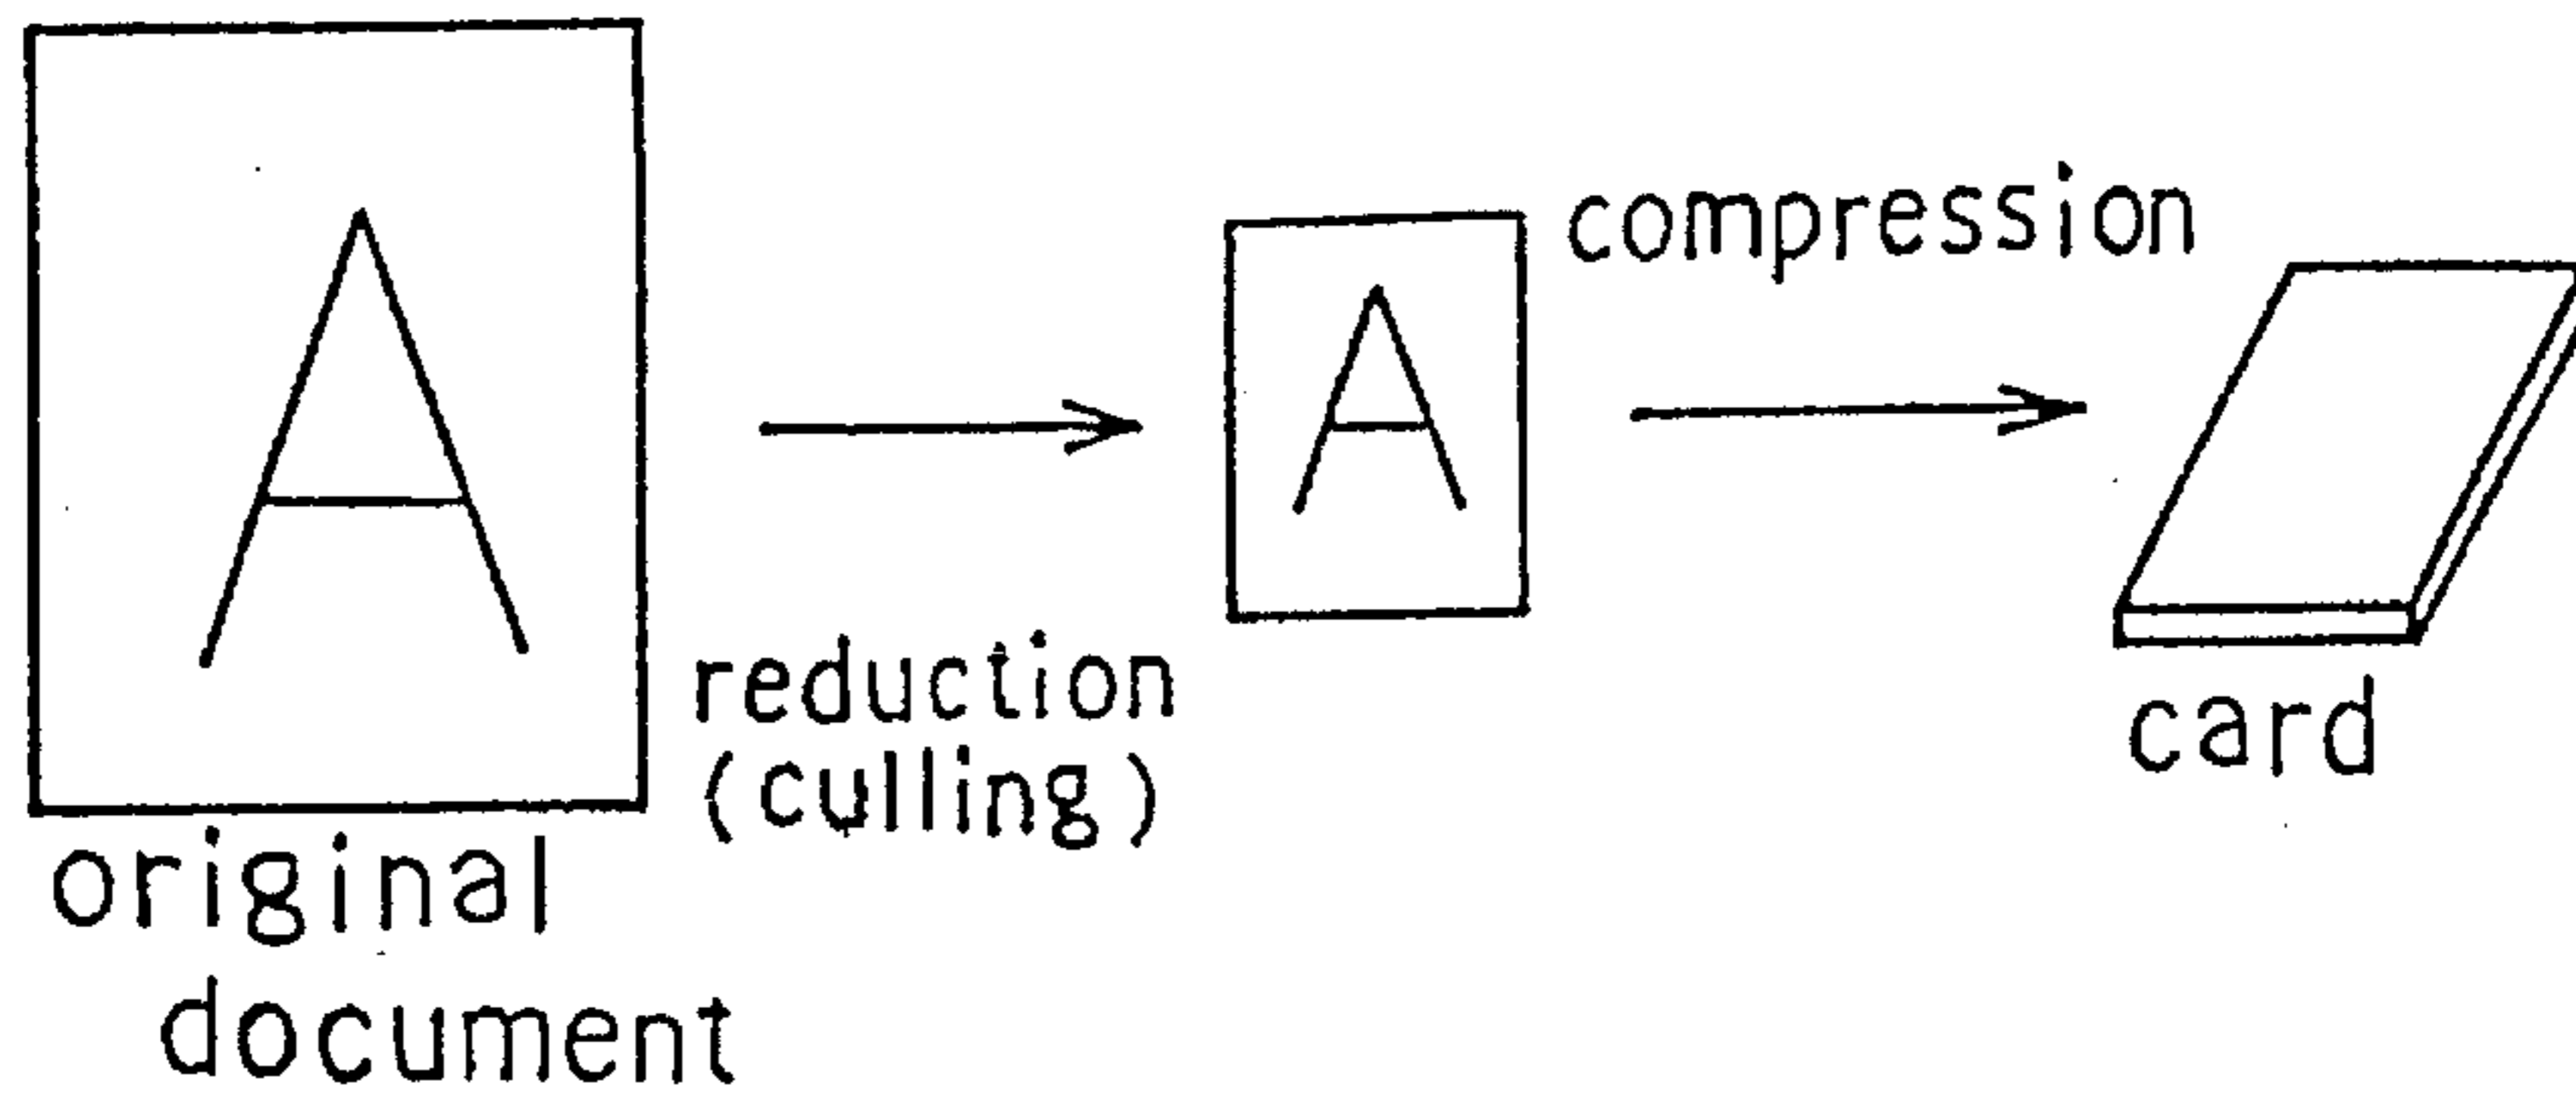 A
original
document
reduction
(culling)
A
compression
card